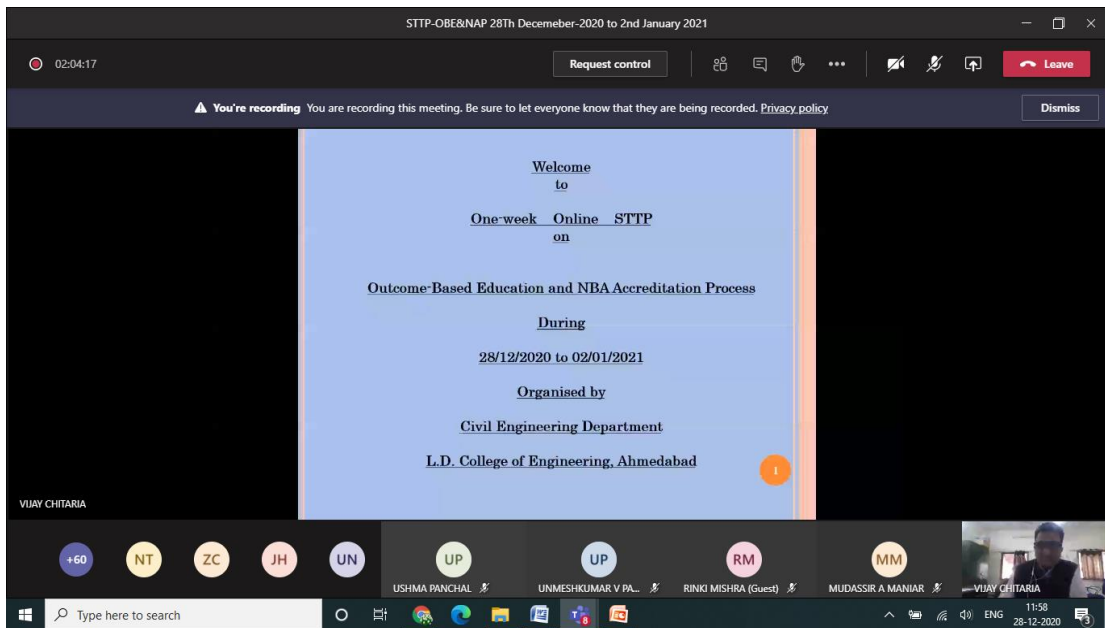 STTP-OBE&NAP 28Th Decemeber-2020 to 2nd January 2021
02:04:17
Request control
Leave
You're recording You are recording this meeting. Be sure to let everyone know that they are being recorded. Privacy policy
Dismiss
Welcome
to
One-week Online STTP
on
Outcome-Based Education and NBA Accreditation Process
During
28/12/2020 to 02/01/2021
Organised by
Civil Engineering Department
L.D. College of Engineering, Ahmedabad
1
VIJAY CHITARIA
+60 NT ZC JH UN UP UP RM MM
USHMA PANCHAL UNMESHKUMAR V PA... RINKI MISHRA (Guest) MUDASSIR A MANIAR VIJAY CHITARIA
Type here to search
8
ENG
11:58
28-12-2020
3